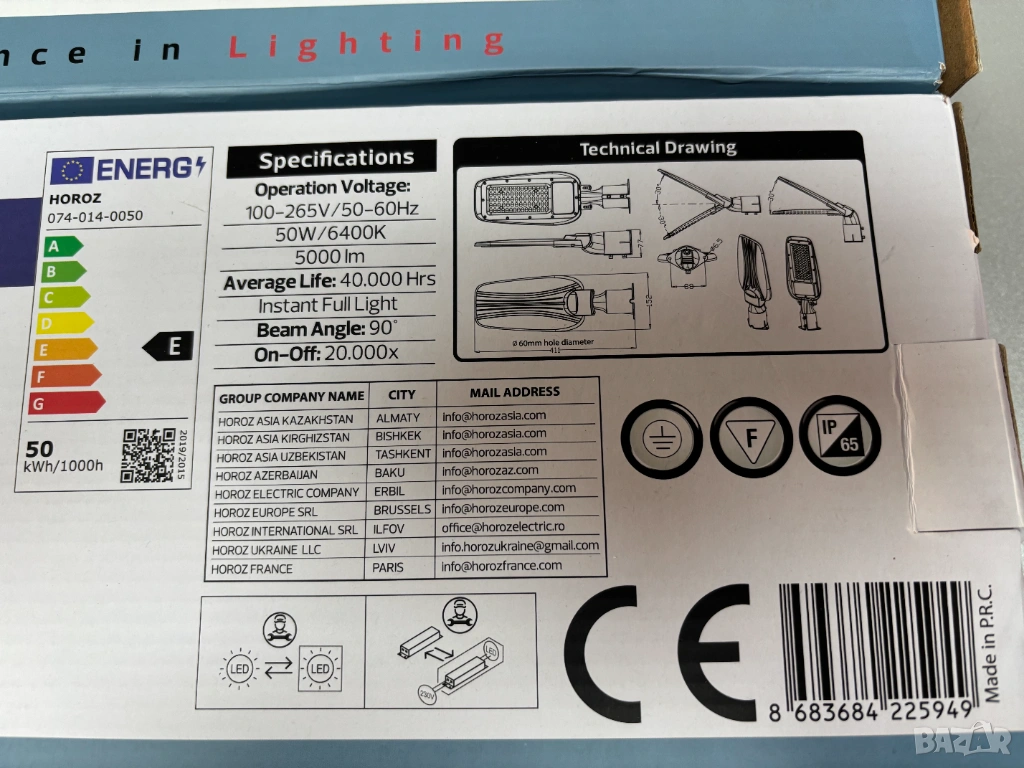 nce in Lighting
ENERG
HOROZ
074-014-0050
A
B
C
D
E
F
G
E
50
kWh/1000h
2019/2015
Specifications
Operation Voltage:
100-265V/50-60Hz
50W/6400K
5000 lm
Average Life: 40.000 Hrs
Instant Full Light
Beam Angle: 90°
On-Off: 20.000x
Technical Drawing
77
68
152
Ø 60mm hole diameter
411
GROUP COMPANY NAME CITY MAIL ADDRESS
HOROZ ASIA KAZAKHSTAN ALMATY info@horozasia.com
HOROZ ASIA KIRGHIZSTAN BISHKEK info@horozasia.com
HOROZ ASIA UZBEKISTAN TASHKENT info@horozasia.com
HOROZ AZERBAIJAN BAKU info@horozaz.com
HOROZ ELECTRIC COMPANY ERBIL info@horozcompany.com
HOROZ EUROPE SRL BRUSSELS info@horozeurope.com
HOROZ INTERNATIONAL SRL ILFOV office@horozelectric.ro
HOROZ UKRAINE LLC LVIV info.horozukraine@gmail.com
HOROZ FRANCE PARIS info@horozfrance.com
F
IP
65
LED
LED
LED
230V
CE
8 683684 225949
Made in P.R.C.
BAZAR